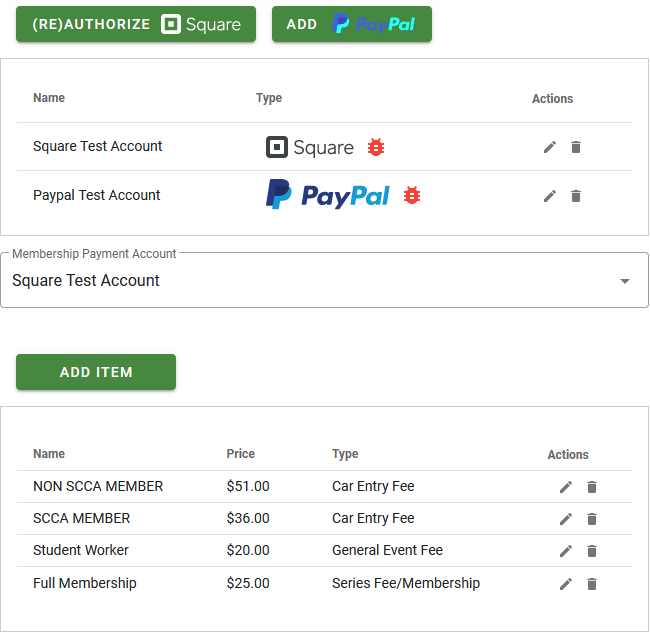 (RE)AUTHORIZE Square ADD PayPal
Name Type Actions
Square Test Account Square
Paypal Test Account PayPal
Membership Payment Account
Square Test Account
ADD ITEM
Name Price Type Actions
NON SCCA MEMBER $51.00 Car Entry Fee
SCCA MEMBER $36.00 Car Entry Fee
Student Worker $20.00 General Event Fee
Full Membership $25.00 Series Fee/Membership